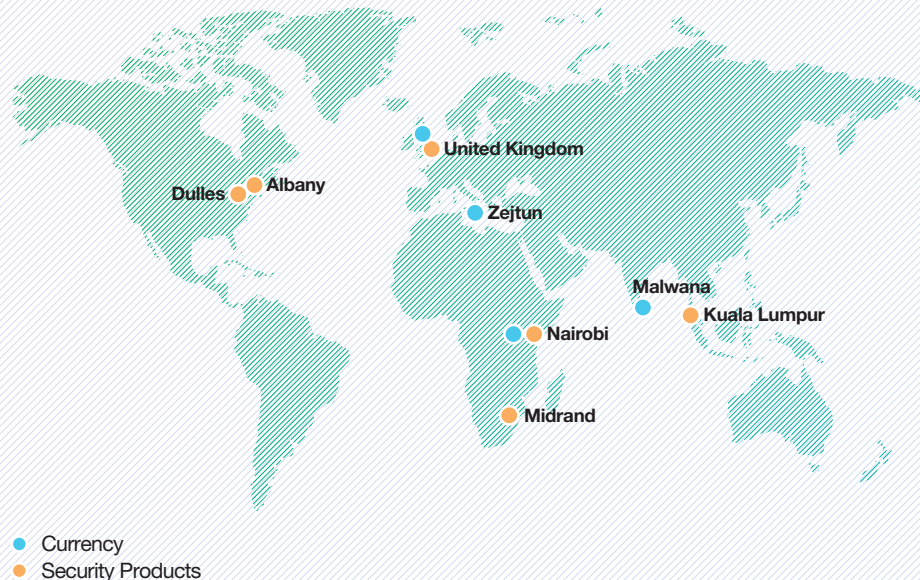 United Kingdom
Albany
Dulles
Zejtun
Malwana
Kuala Lumpur
Nairobi
Midrand
Currency
Security Products